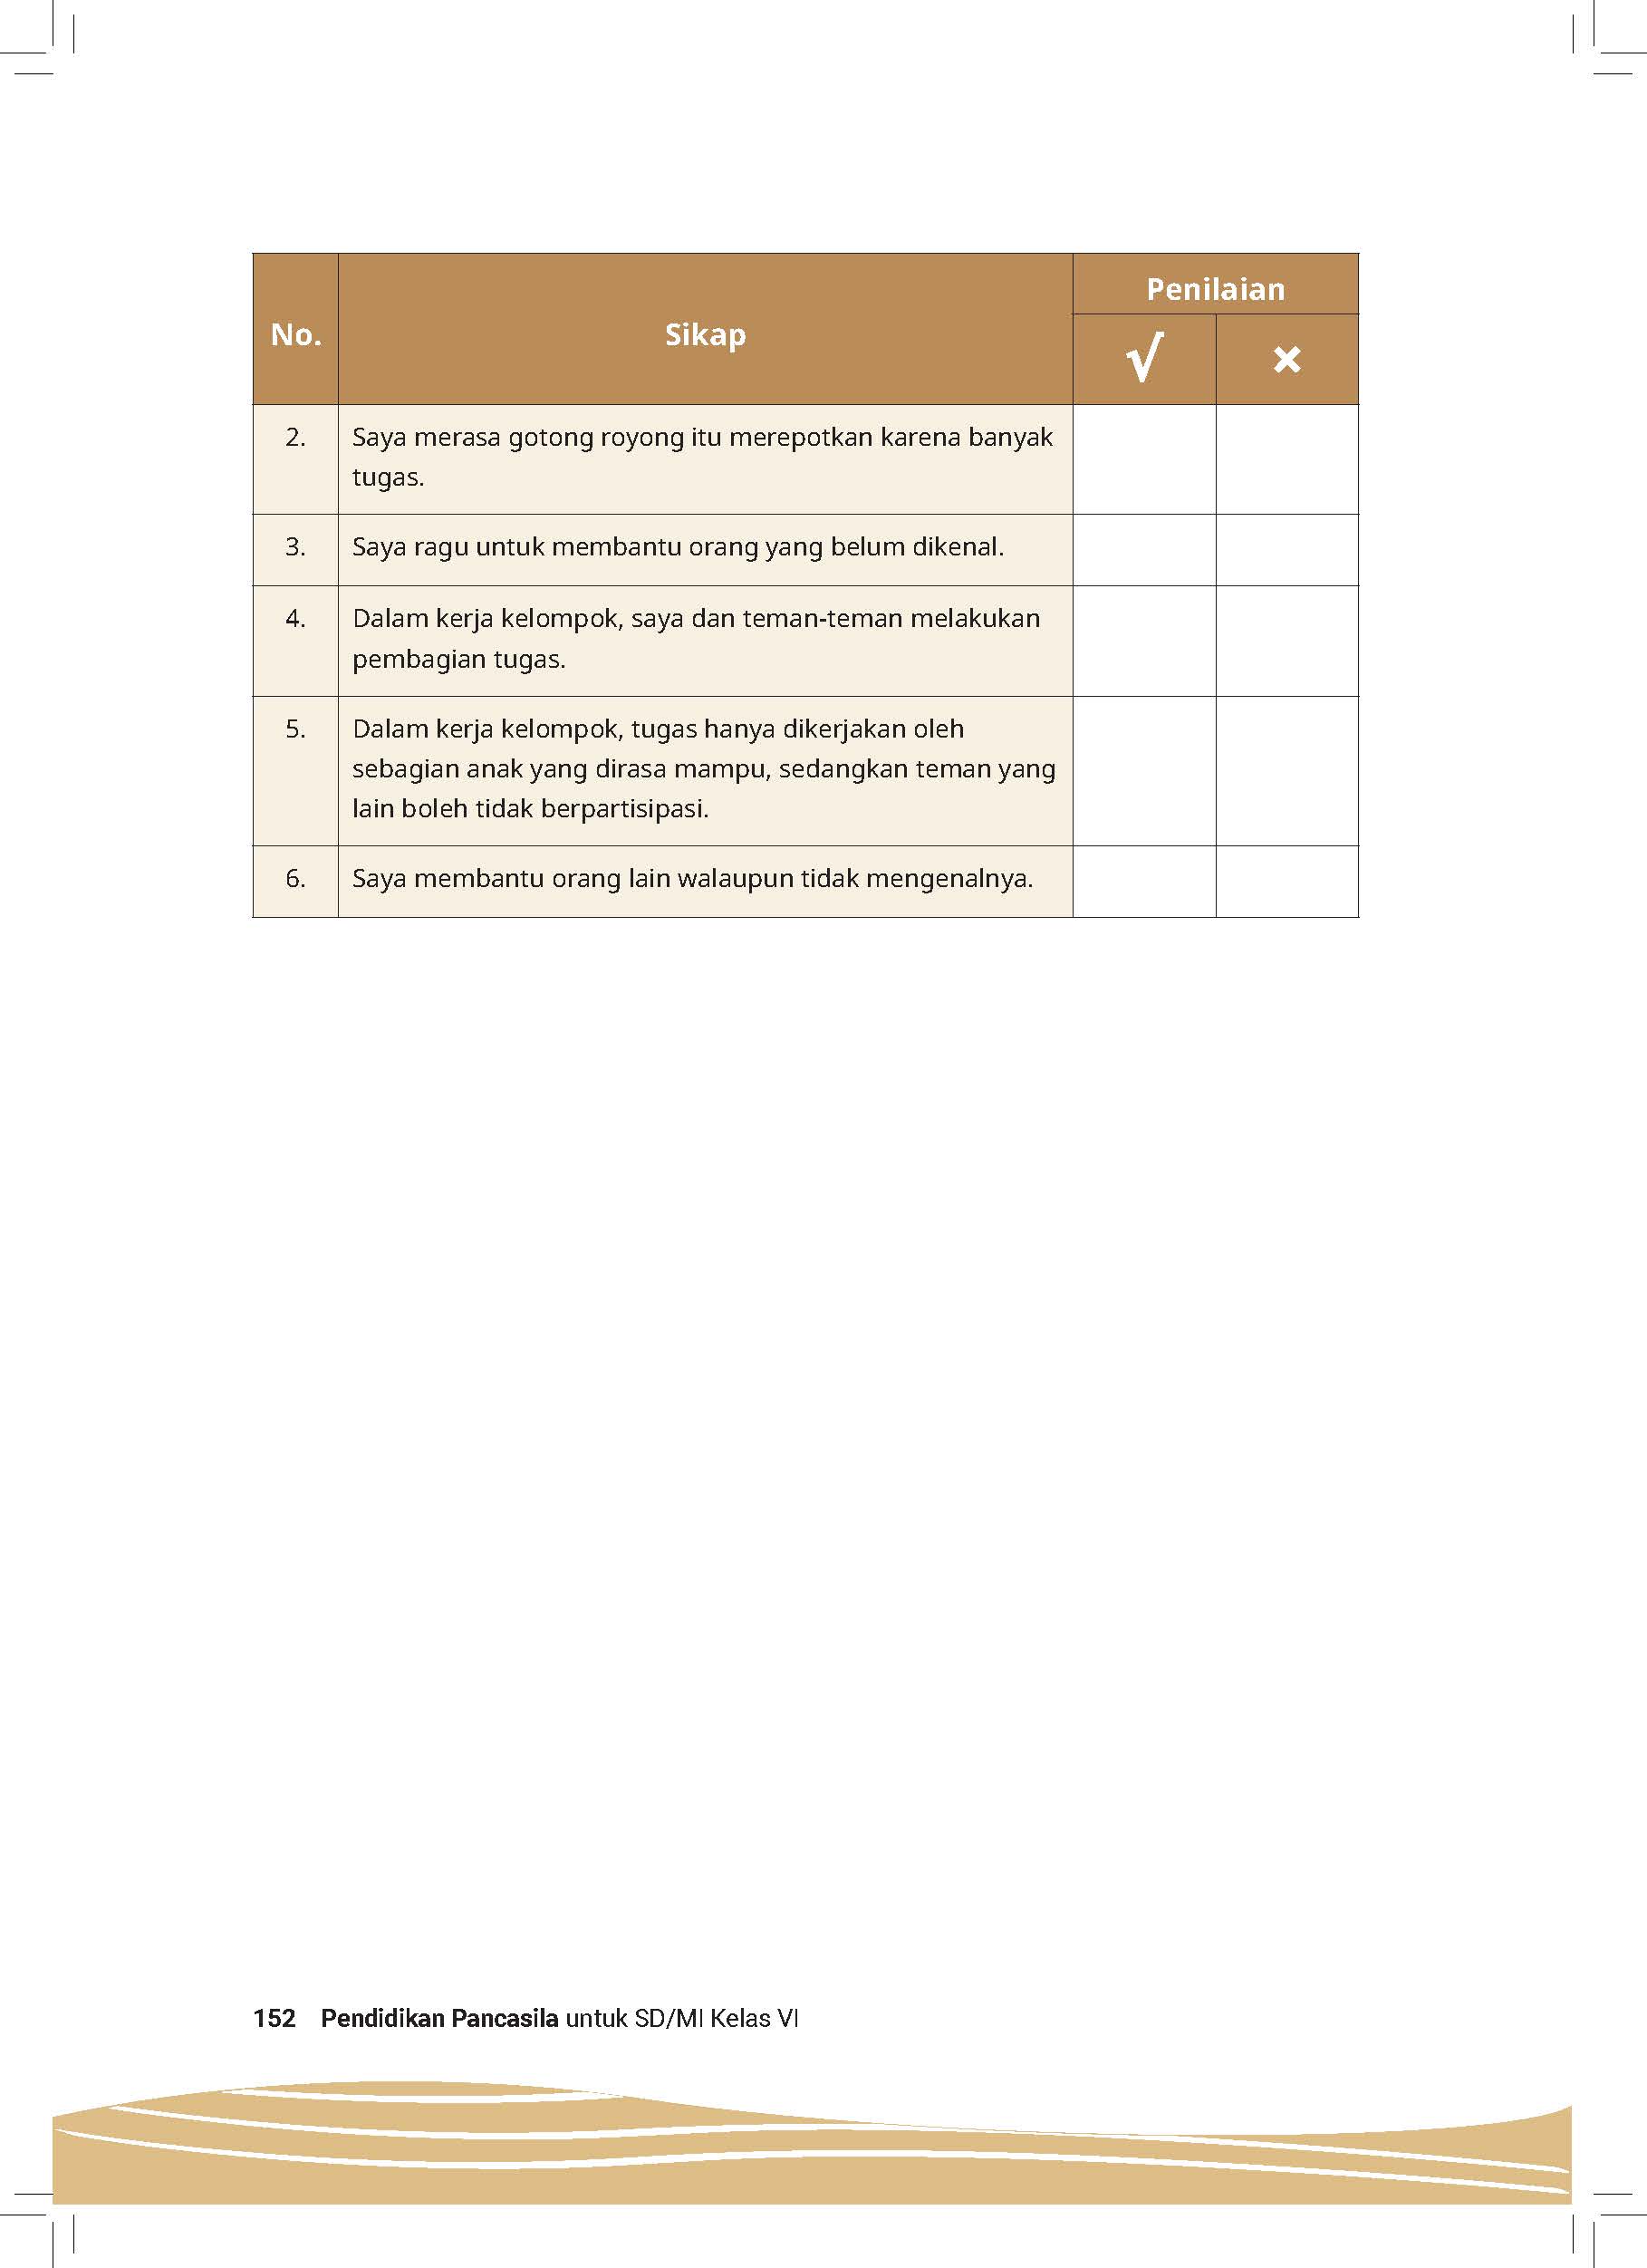 Penilaian
No. Sikap
√ ×
2. Saya merasa gotong royong itu merepotkan karena banyak
tugas.
3. Saya ragu untuk membantu orang yang belum dikenal.
4. Dalam kerja kelompok, saya dan teman-teman melakukan
pembagian tugas.
5. Dalam kerja kelompok, tugas hanya dikerjakan oleh
sebagian anak yang dirasa mampu, sedangkan teman yang
lain boleh tidak berpartisipasi.
6. Saya membantu orang lain walaupun tidak mengenalnya.
152 Pendidikan Pancasila untuk SD/MI Kelas VI